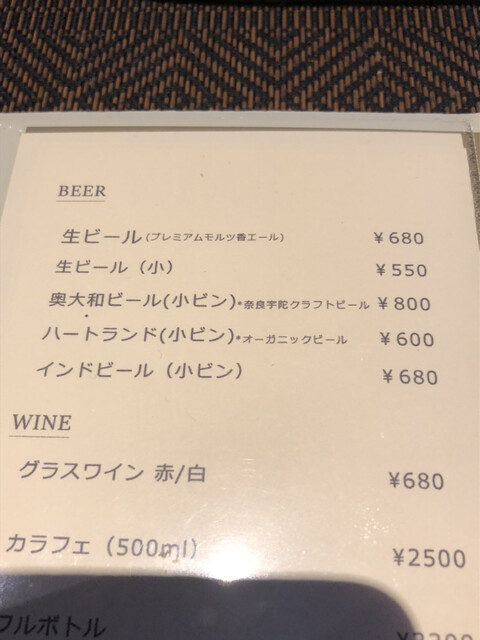 BEER
生ビール(プレミアムモルツ香エール) ¥680
生ビール（小） ¥550
奥大和ビール(小ビン)*奈良宇陀クラフトビール ¥800
ハートランド(小ビン)*オーガニックビール ¥600
インドビール（小ビン） ¥680
WINE
グラスワイン 赤/白 ¥680
カラフェ（500ml） ¥2500
フルボトル